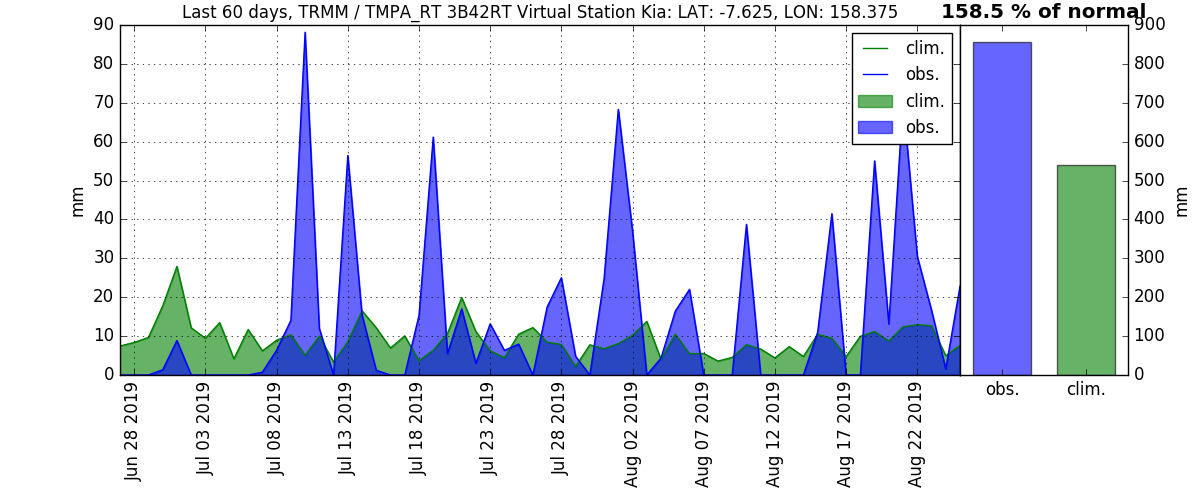 Last 60 days, TRMM / TMPA_RT 3B42RT Virtual Station Kia: LAT: -7.625, LON: 158.375
158.5 % of normal
90
80
70
60
50
40
30
20
10
0
mm
clim.
obs.
clim.
obs.
Jun 28 2019
Jul 03 2019
Jul 08 2019
Jul 13 2019
Jul 18 2019
Jul 23 2019
Jul 28 2019
Aug 02 2019
Aug 07 2019
Aug 12 2019
Aug 17 2019
Aug 22 2019
900
800
700
600
500
400
300
200
100
0
mm
obs.
clim.